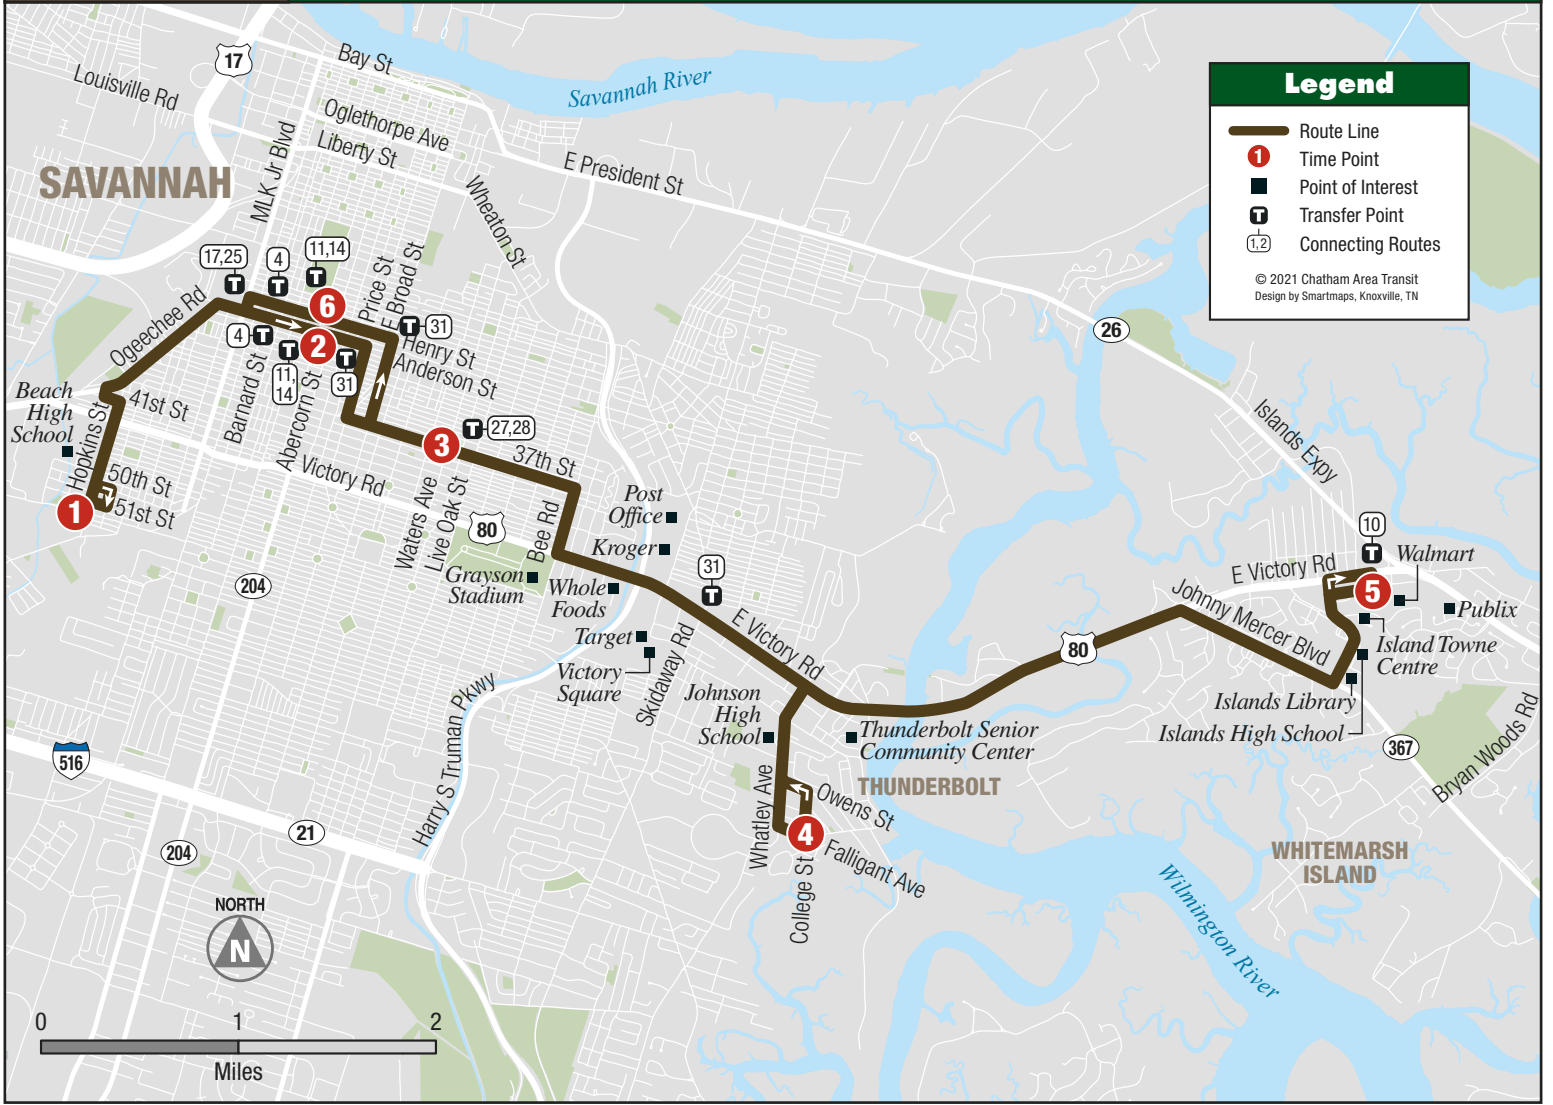 17
Bay St
Louisville Rd
Savannah River
Oglethorpe Ave
Liberty St
MLK Jr Blvd
E President St
SAVANNAH
Wheaton St
Legend
Route Line
1
Time Point
Point of Interest
T
Transfer Point
1,2
Connecting Routes
© 2021 Chatham Area Transit
Design by Smartmaps, Knoxville, TN
17,25
T
4
T
11,14
T
Price St
E Broad St
Ogeechee Rd
6
2
4
T
T
11,
14
T
31
T
31
Henry St
Anderson St
26
Beach
High
School
Hopkins St
41st St
Barnard St
Abercorn St
3
T
27,28
37th St
Islands Expy
50th St
51st St
1
Victory Rd
Waters Ave
Live Oak St
80
Bee Rd
Post
Office
Kroger
Grayson
Stadium
Whole
Foods
31
T
204
10
T
Walmart
E Victory Rd
5
Publix
Johnny Mercer Blvd
Island Towne
Centre
Target
Victory
Square
Skidaway Rd
E Victory Rd
80
Islands Library
Islands High School
Johnson
High
School
Thunderbolt Senior
Community Center
THUNDERBOLT
367
Bryan Woods Rd
516
Harry S Truman Pkwy
Whatley Ave
Owens St
4
Falligant Ave
College St
21
204
WHITEMARSH
ISLAND
Wilmington River
NORTH
N
0
1
2
Miles